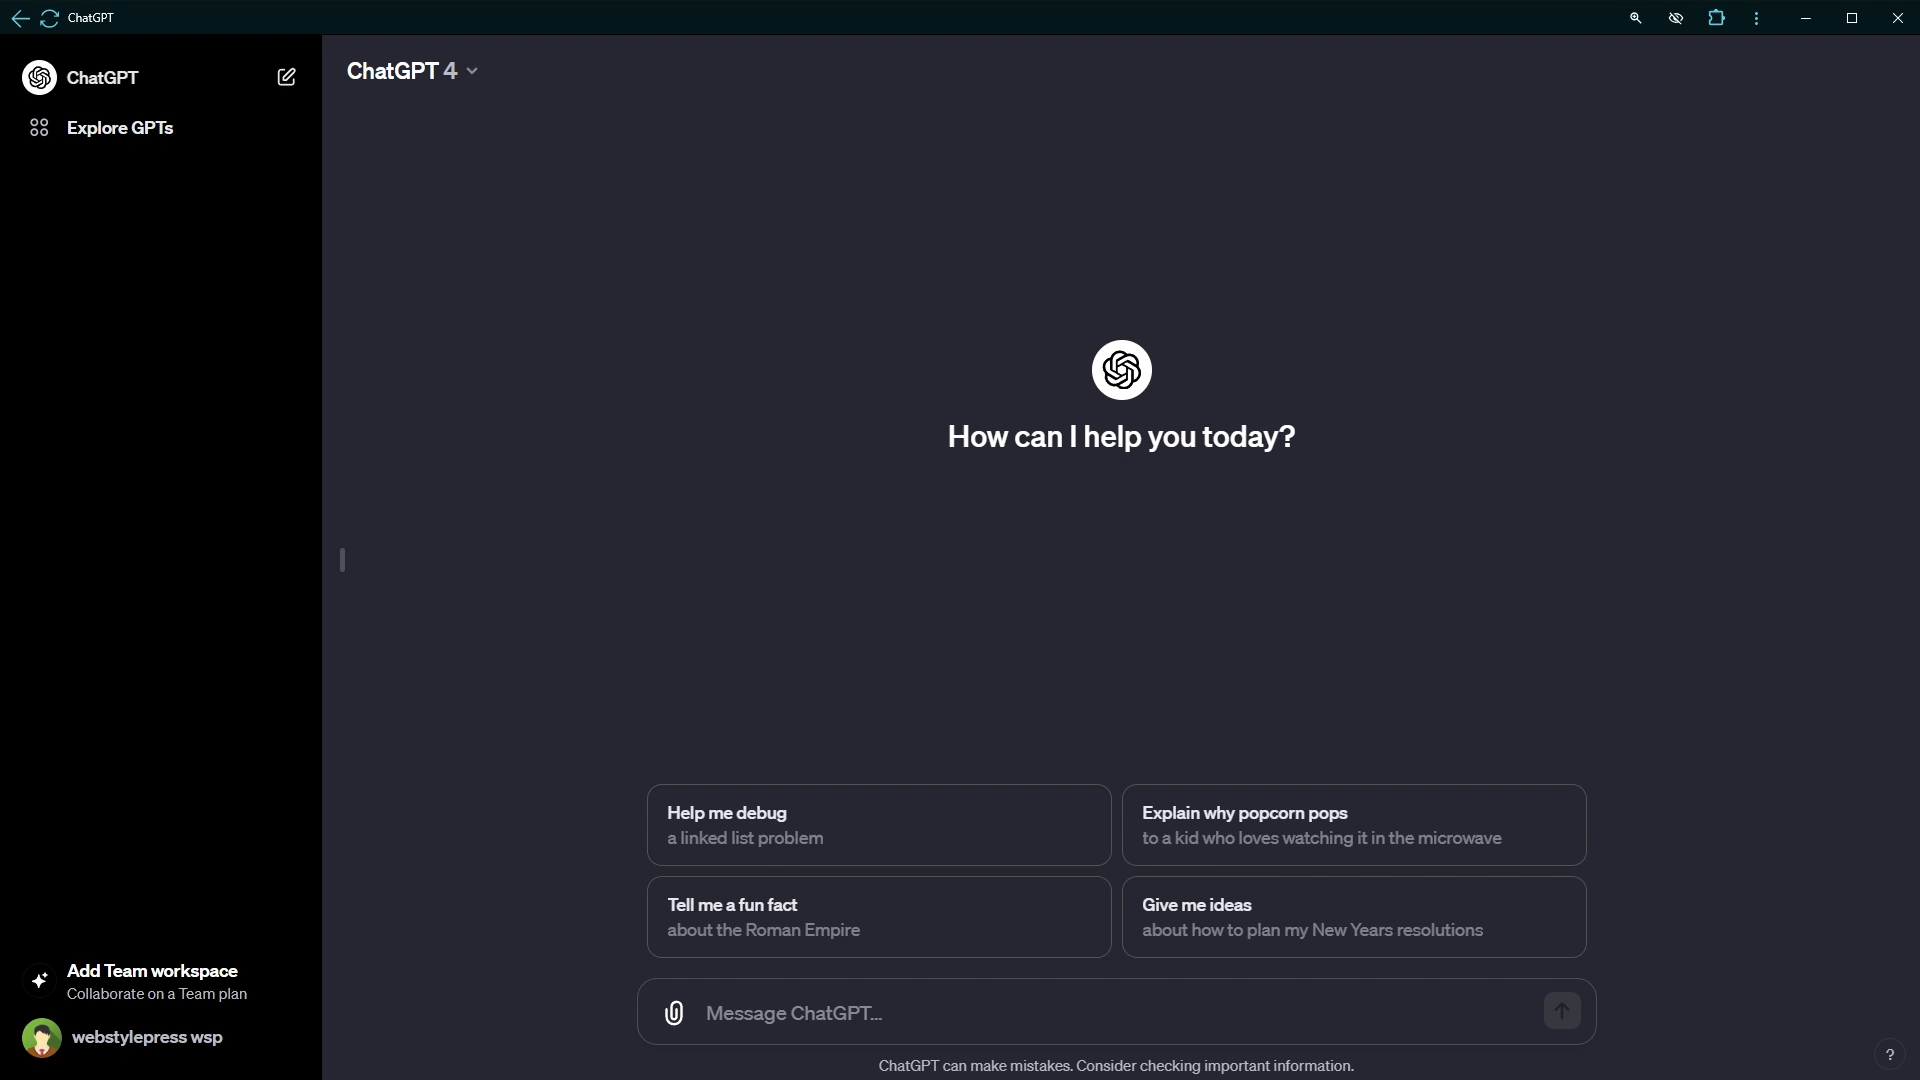 ChatGPT
ChatGPT
Explore GPTs
ChatGPT 4
How can I help you today?
Help me debug
a linked list problem
Explain why popcorn pops
to a kid who loves watching it in the microwave
Tell me a fun fact
about the Roman Empire
Give me ideas
about how to plan my New Years resolutions
Add Team workspace
Collaborate on a Team plan
webstylepress wsp
Message ChatGPT...
ChatGPT can make mistakes. Consider checking important information.
?